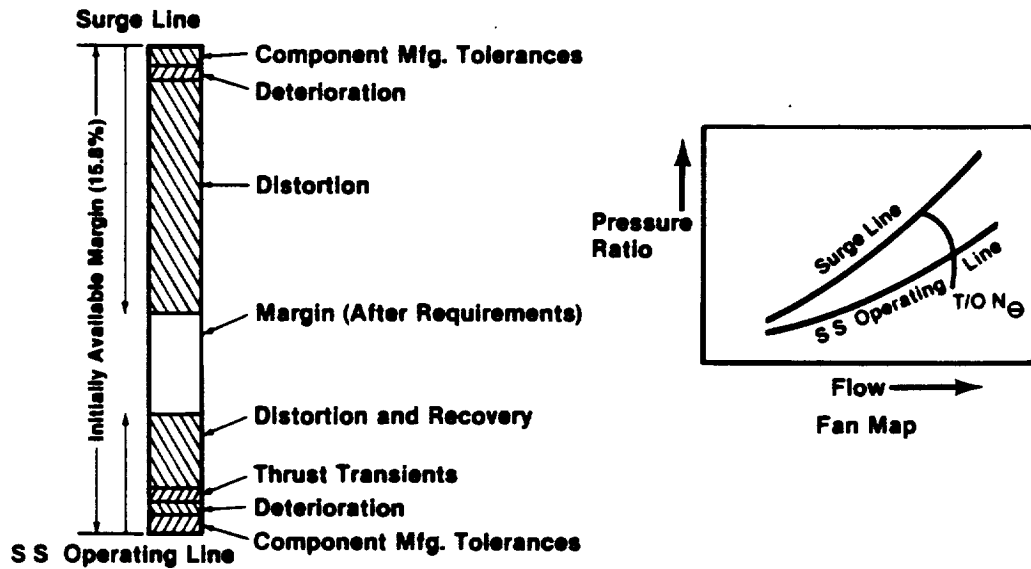 Surge Line
Component Mfg. Tolerances
Deterioration
Distortion
Initially Available Margin (15.8%)
Margin (After Requirements)
Distortion and Recovery
Thrust Transients
Deterioration
Component Mfg. Tolerances
S S Operating Line
Pressure
Ratio
Surge Line
S S Operating Line
T/O Nϴ
Flow
Fan Map